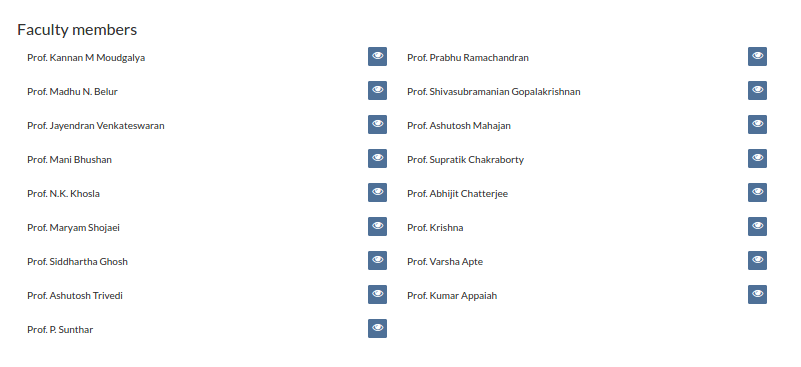 Faculty members
Prof. Kannan M Moudgalya
Prof. Prabhu Ramachandran
Prof. Madhu N. Belur
Prof. Shivasubramanian Gopalakrishnan
Prof. Jayendran Venkateswaran
Prof. Ashutosh Mahajan
Prof. Mani Bhushan
Prof. Supratik Chakraborty
Prof. N.K. Khosla
Prof. Abhijit Chatterjee
Prof. Maryam Shojaei
Prof. Krishna
Prof. Siddhartha Ghosh
Prof. Varsha Apte
Prof. Ashutosh Trivedi
Prof. Kumar Appaiah
Prof. P. Sunthar